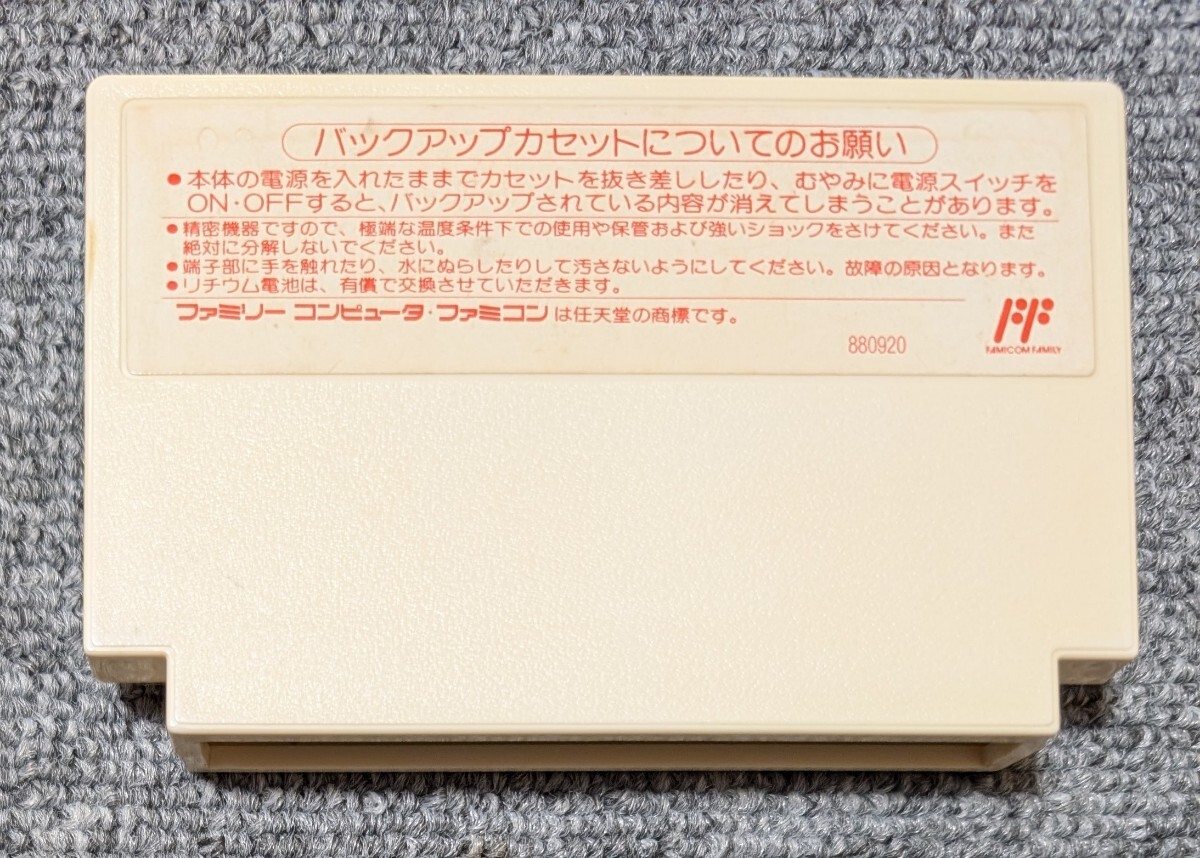 バックアップカセットについてのお願い
●本体の電源を入れたままでカセットを抜き差ししたり、むやみに電源スイッチを
ON・OFFすると、バックアップされている内容が消えてしまうことがあります。
●精密機器ですので、極端な温度条件下での使用や保管および強いショックをさけてください。また
絶対に分解しないでください。
●端子部に手を触れたり、水にぬらしたりして汚さないようにしてください。故障の原因となります。
●リチウム電池は、有償で交換させていただきます。
ファミリー コンピュータ・ファミコンは任天堂の商標です。
880920
FF
FAMICOM FAMILY